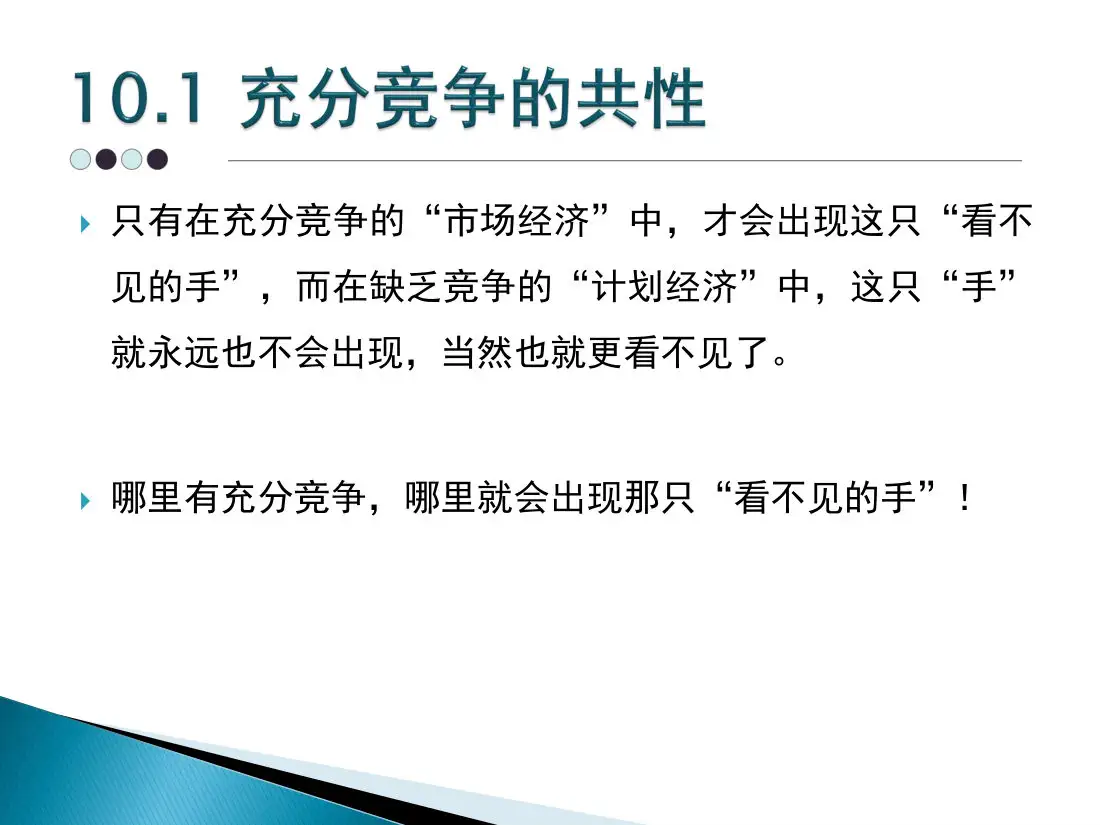 10.1 充分竞争的共性
只有在充分竞争的“市场经济”中，才会出现这只“看不
见的手”，而在缺乏竞争的“计划经济”中，这只“手”
就永远也不会出现，当然也就更看不见了。
哪里有充分竞争，哪里就会出现那只“看不见的手”！